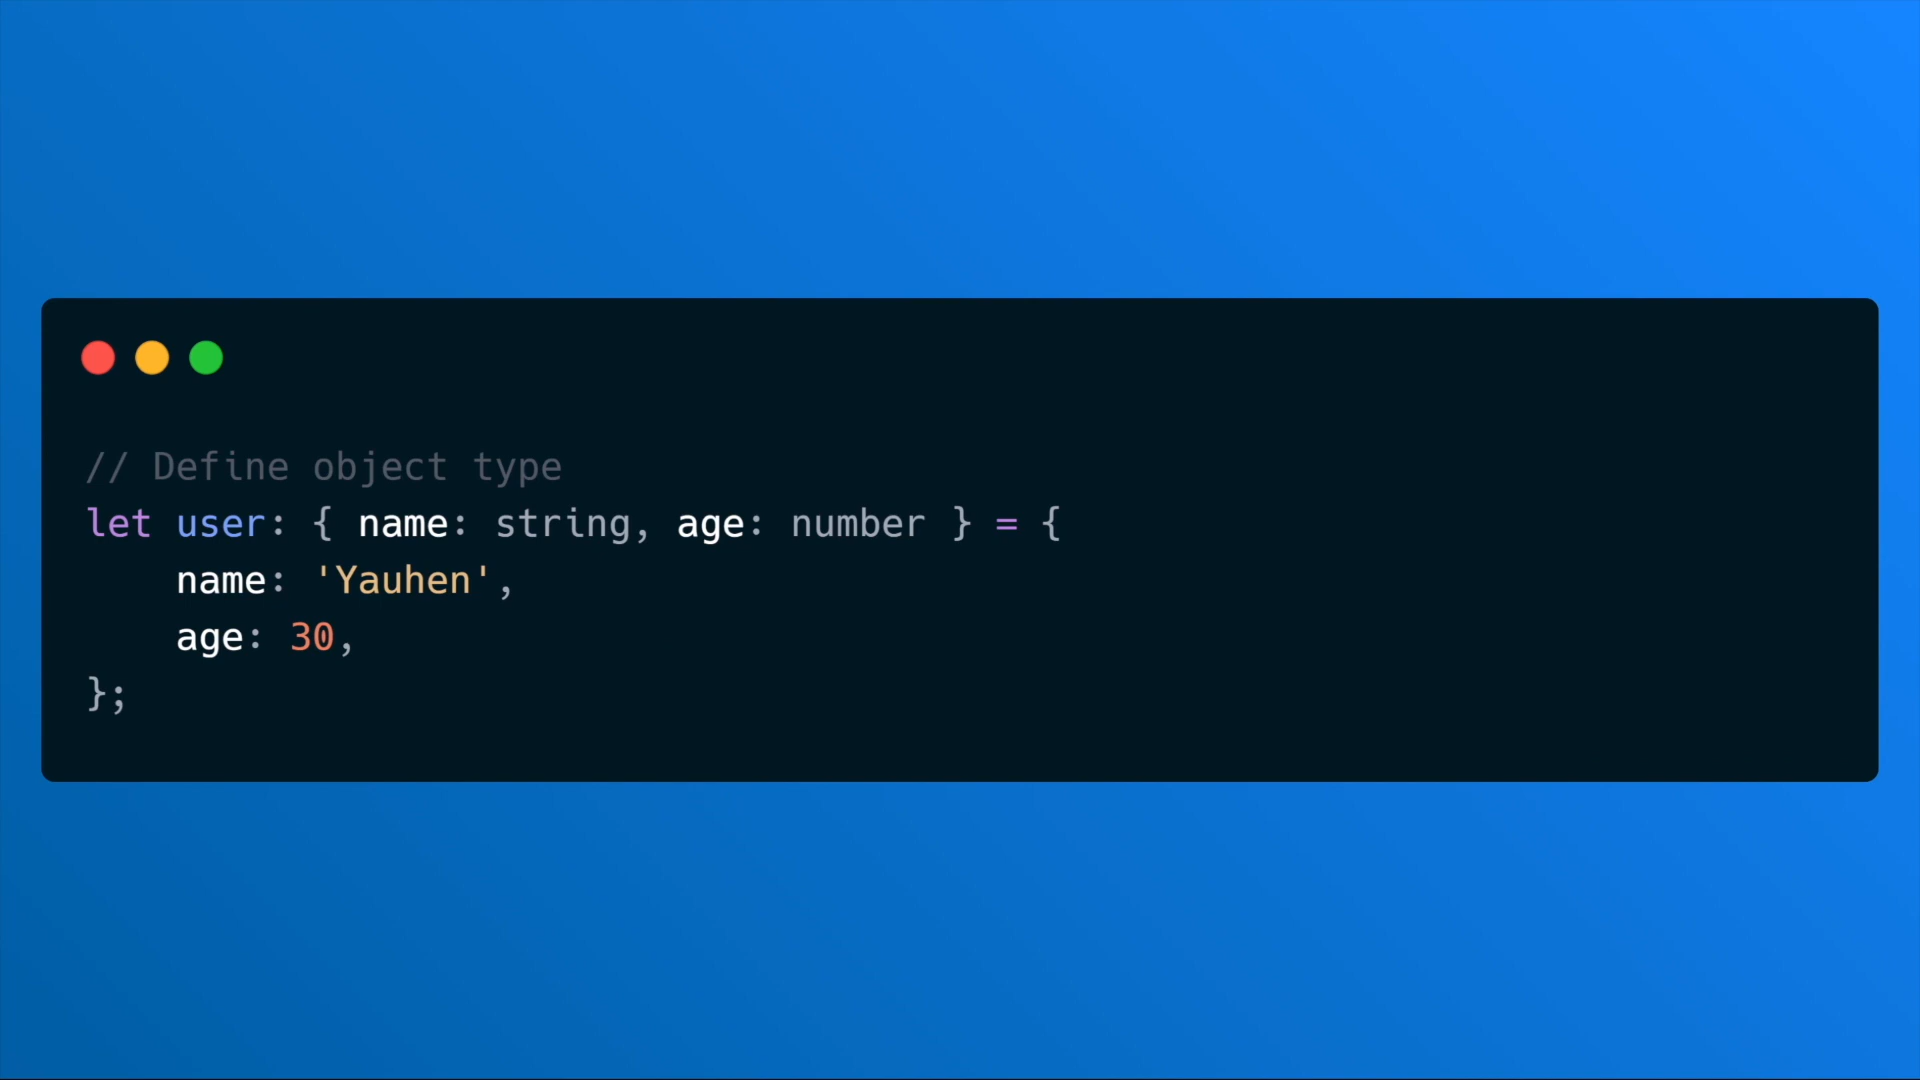 // Define object type
let user: { name: string, age: number } = {
    name: 'Yauhen',
    age: 30,
};